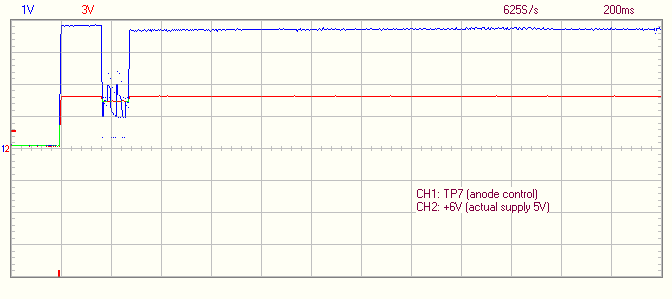 1V 3V 625S/s 200ms
12
CH1: TP7 (anode control)
CH2: +6V (actual supply 5V)